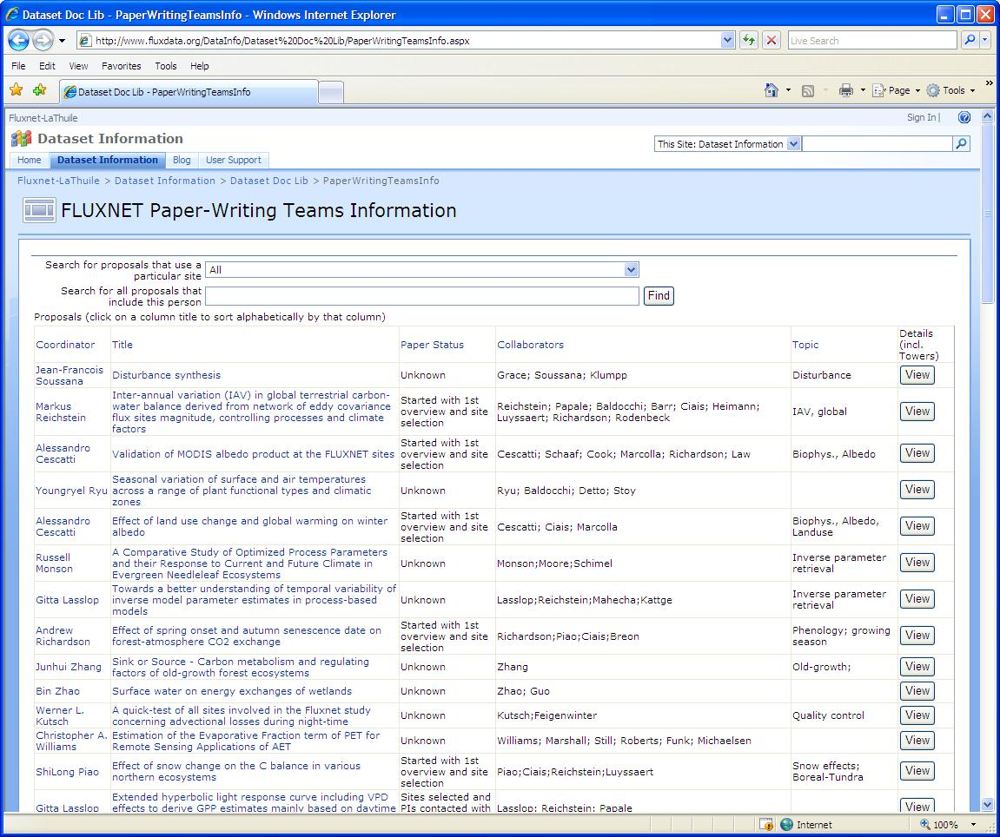 Dataset Doc Lib - PaperWritingTeamsInfo - Windows Internet Explorer
http://www.fluxdata.org/DataInfo/Dataset%20Doc%20Lib/PaperWritingTeamsInfo.aspx
Live Search
File Edit View Favorites Tools Help
Dataset Doc Lib - PaperWritingTeamsInfo
Page Tools »
Fluxnet-LaThuile
Sign In |
Dataset Information
This Site: Dataset Information
Home Dataset Information Blog User Support
Fluxnet-LaThuile > Dataset Information > Dataset Doc Lib > PaperWritingTeamsInfo
FLUXNET Paper-Writing Teams Information
Search for proposals that use a
particular site
All
Search for all proposals that
include this person
Find
Proposals (click on a column title to sort alphabetically by that column)
Coordinator
Title
Paper Status
Collaborators
Topic
Details
(incl.
Towers)
Jean-Francois
Soussana
Disturbance synthesis
Unknown
Grace; Soussana; Klumpp
Disturbance
View
Markus
Reichstein
Inter-annual variation (IAV) in global terrestrial carbon-
water balance derived from network of eddy covariance
flux sites magnitude, controlling processes and climate
factors
Started with 1st
overview and site
selection
Reichstein; Papale; Baldocchi; Barr; Ciais; Heimann;
Luyssaert; Richardson; Rodenbeck
IAV, global
View
Alessandro
Cescatti
Validation of MODIS albedo product at the FLUXNET sites
Started with 1st
overview and site
selection
Cescatti; Schaaf; Cook; Marcolla; Richardson; Law
Biophys., Albedo
View
Youngryel Ryu
Seasonal variation of surface and air temperatures
across a range of plant functional types and climatic
zones
Unknown
Ryu; Baldocchi; Detto; Stoy
View
Alessandro
Cescatti
Effect of land use change and global warming on winter
albedo
Started with 1st
overview and site
selection
Cescatti; Ciais; Marcolla
Biophys., Albedo,
Landuse
View
Russell
Monson
A Comparative Study of Optimized Process Parameters
and their Response to Current and Future Climate in
Evergreen Needleleaf Ecosystems
Unknown
Monson;Moore;Schimel
Inverse parameter
retrieval
View
Gitta Lasslop
Towards a better understanding of temporal variability of
inverse model parameter estimates in process-based
models
Unknown
Lasslop;Reichstein;Mahecha;Kattge
Inverse parameter
retrieval
View
Andrew
Richardson
Effect of spring onset and autumn senescence date on
forest-atmosphere CO2 exchange
Started with 1st
overview and site
selection
Richardson;Piao;Ciais;Breon
Phenology; growing
season
View
Junhui Zhang
Sink or Source - Carbon metabolism and regulating
factors of old-growth forest ecosystems
Unknown
Zhang
Old-growth;
View
Bin Zhao
Surface water on energy exchanges of wetlands
Unknown
Zhao; Guo
View
Werner L.
Kutsch
A quick-test of all sites involved in the Fluxnet study
concerning advectional losses during night-time
Unknown
Kutsch;Feigenwinter
Quality control
View
Christopher A.
Williams
Estimation of the Evaporative Fraction term of PET for
Remote Sensing Applications of AET
Unknown
Williams; Marshall; Still; Roberts; Funk; Michaelsen
View
ShiLong Piao
Effect of snow change on the C balance in various
northern ecosystems
Started with 1st
overview and site
selection
Piao;Ciais;Reichstein;Luyssaert
Snow effects;
Boreal-Tundra
View
Gitta Lasslop
Extended hyperbolic light response curve including VPD
effects to derive GPP estimates mainly based on daytime
Sites selected and
PIs contacted with
Lasslop; Reichstein; Papale
View
Internet
100%